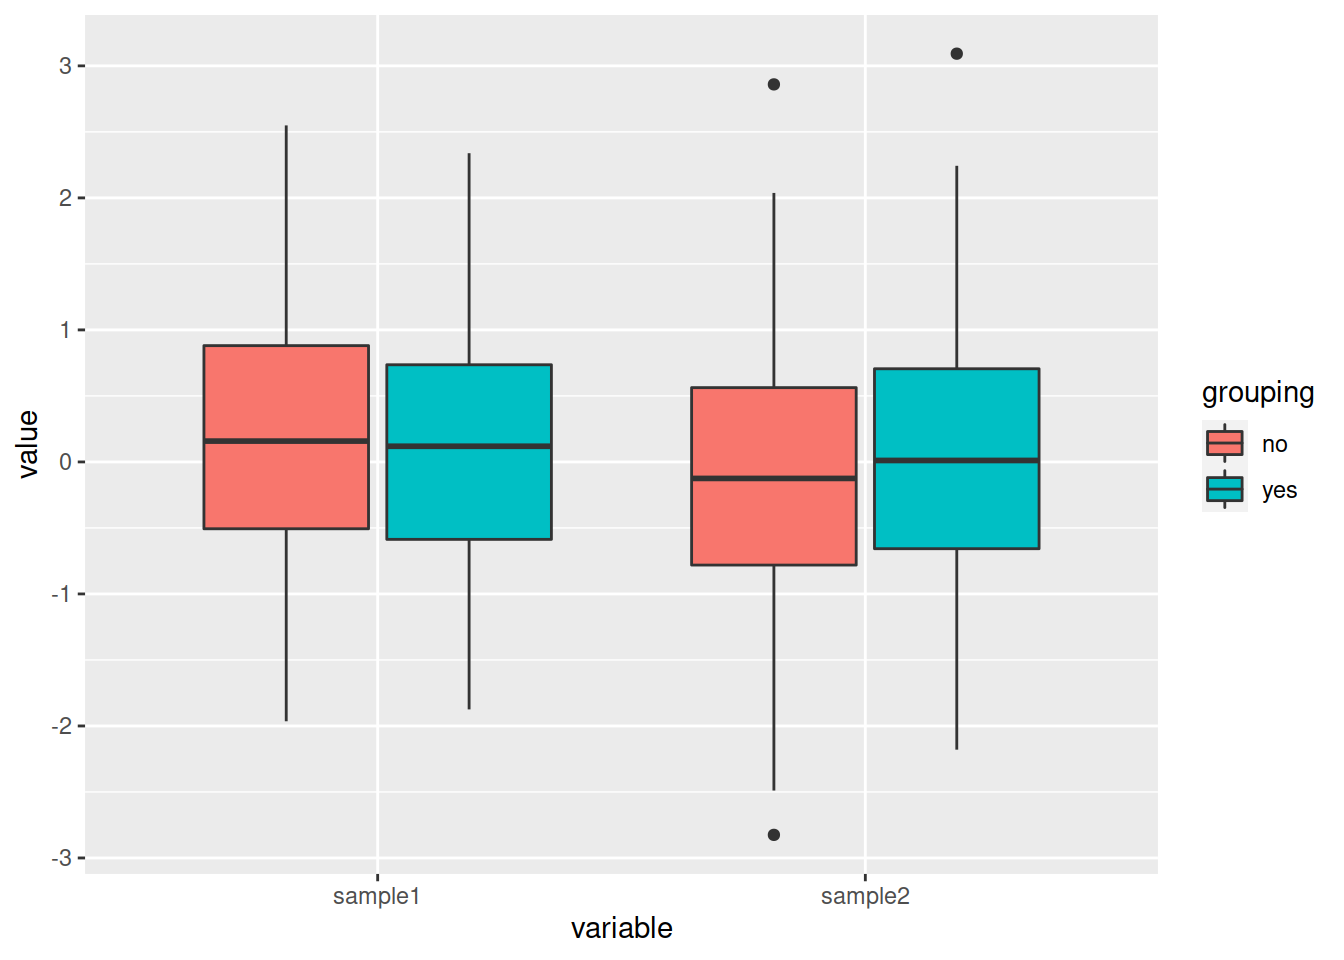 3
2
1
0
-1
-2
-3
value
sample1
sample2
variable
grouping
no
yes